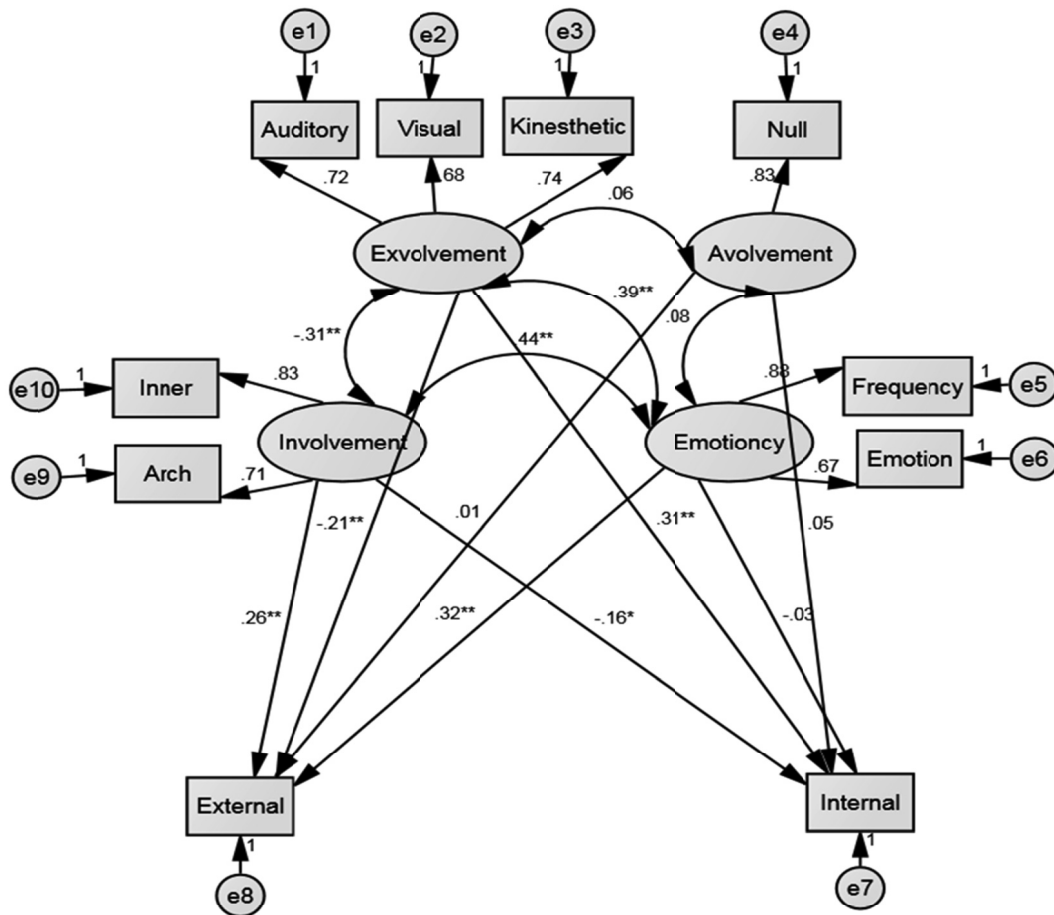 e1
e2
e3
e4
1
1
1
1
Auditory
Visual
Kinesthetic
Null
.72
.68
.74
.83
.06
Exvolvement
Avolvement
-.31**
.39**
.08
44**
e10
1
Inner
.83
.88
Frequency
1
e5
Involvement
Emotioncy
e9
1
Arch
.71
.67
Emotion
1
e6
-.21**
.01
.31**
.05
.26**
.32**
-.16*
-.03
External
Internal
1
1
e8
e7